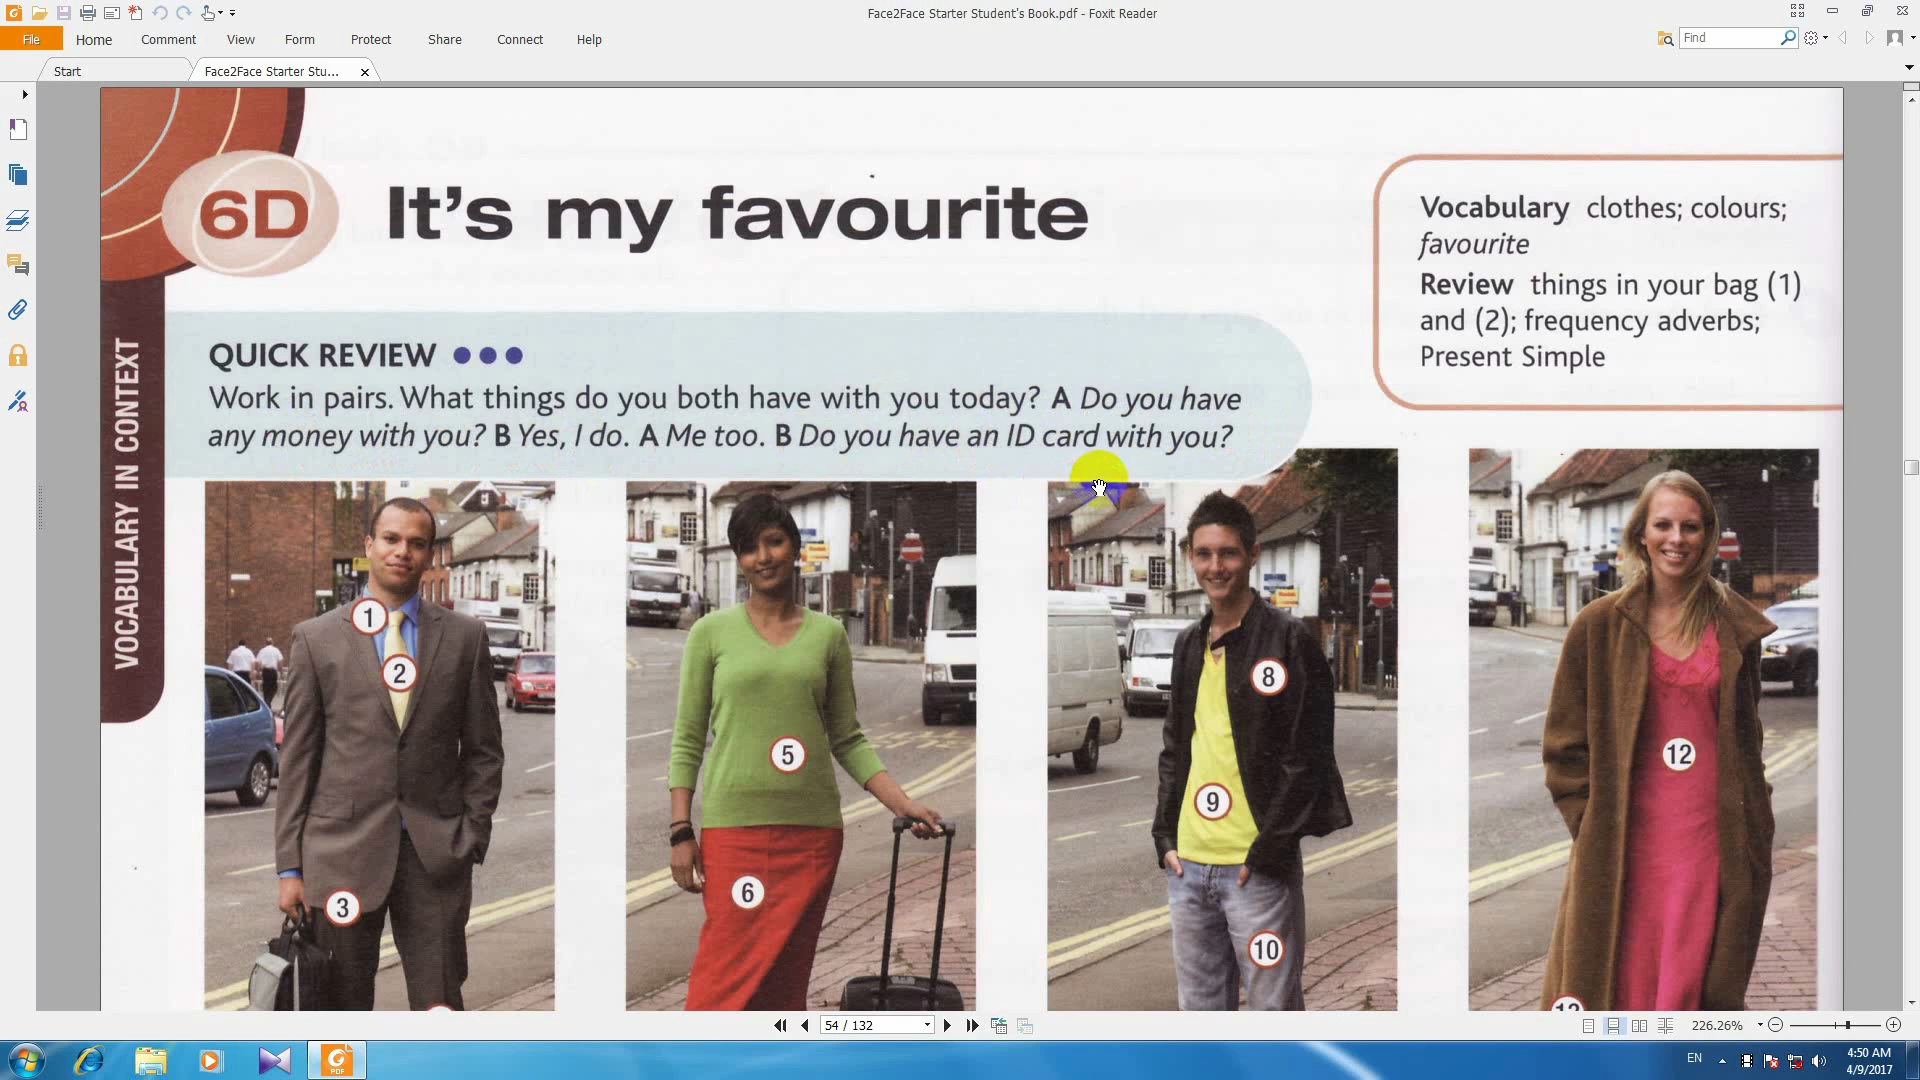 Face2Face Starter Student's Book.pdf - Foxit Reader
File Home Comment View Form Protect Share Connect Help
Find
Start
Face2Face Starter Stu...
6D It's my favourite
Vocabulary clothes; colours;
favourite
Review things in your bag (1)
and (2); frequency adverbs;
Present Simple
VOCABULARY IN CONTEXT
QUICK REVIEW
Work in pairs. What things do you both have with you today? A Do you have
any money with you? B Yes, I do. A Me too. B Do you have an ID card with you?
1
2
3
5
6
8
9
10
12
54 / 132
226.26%
EN
4:50 AM
4/9/2017
PDF